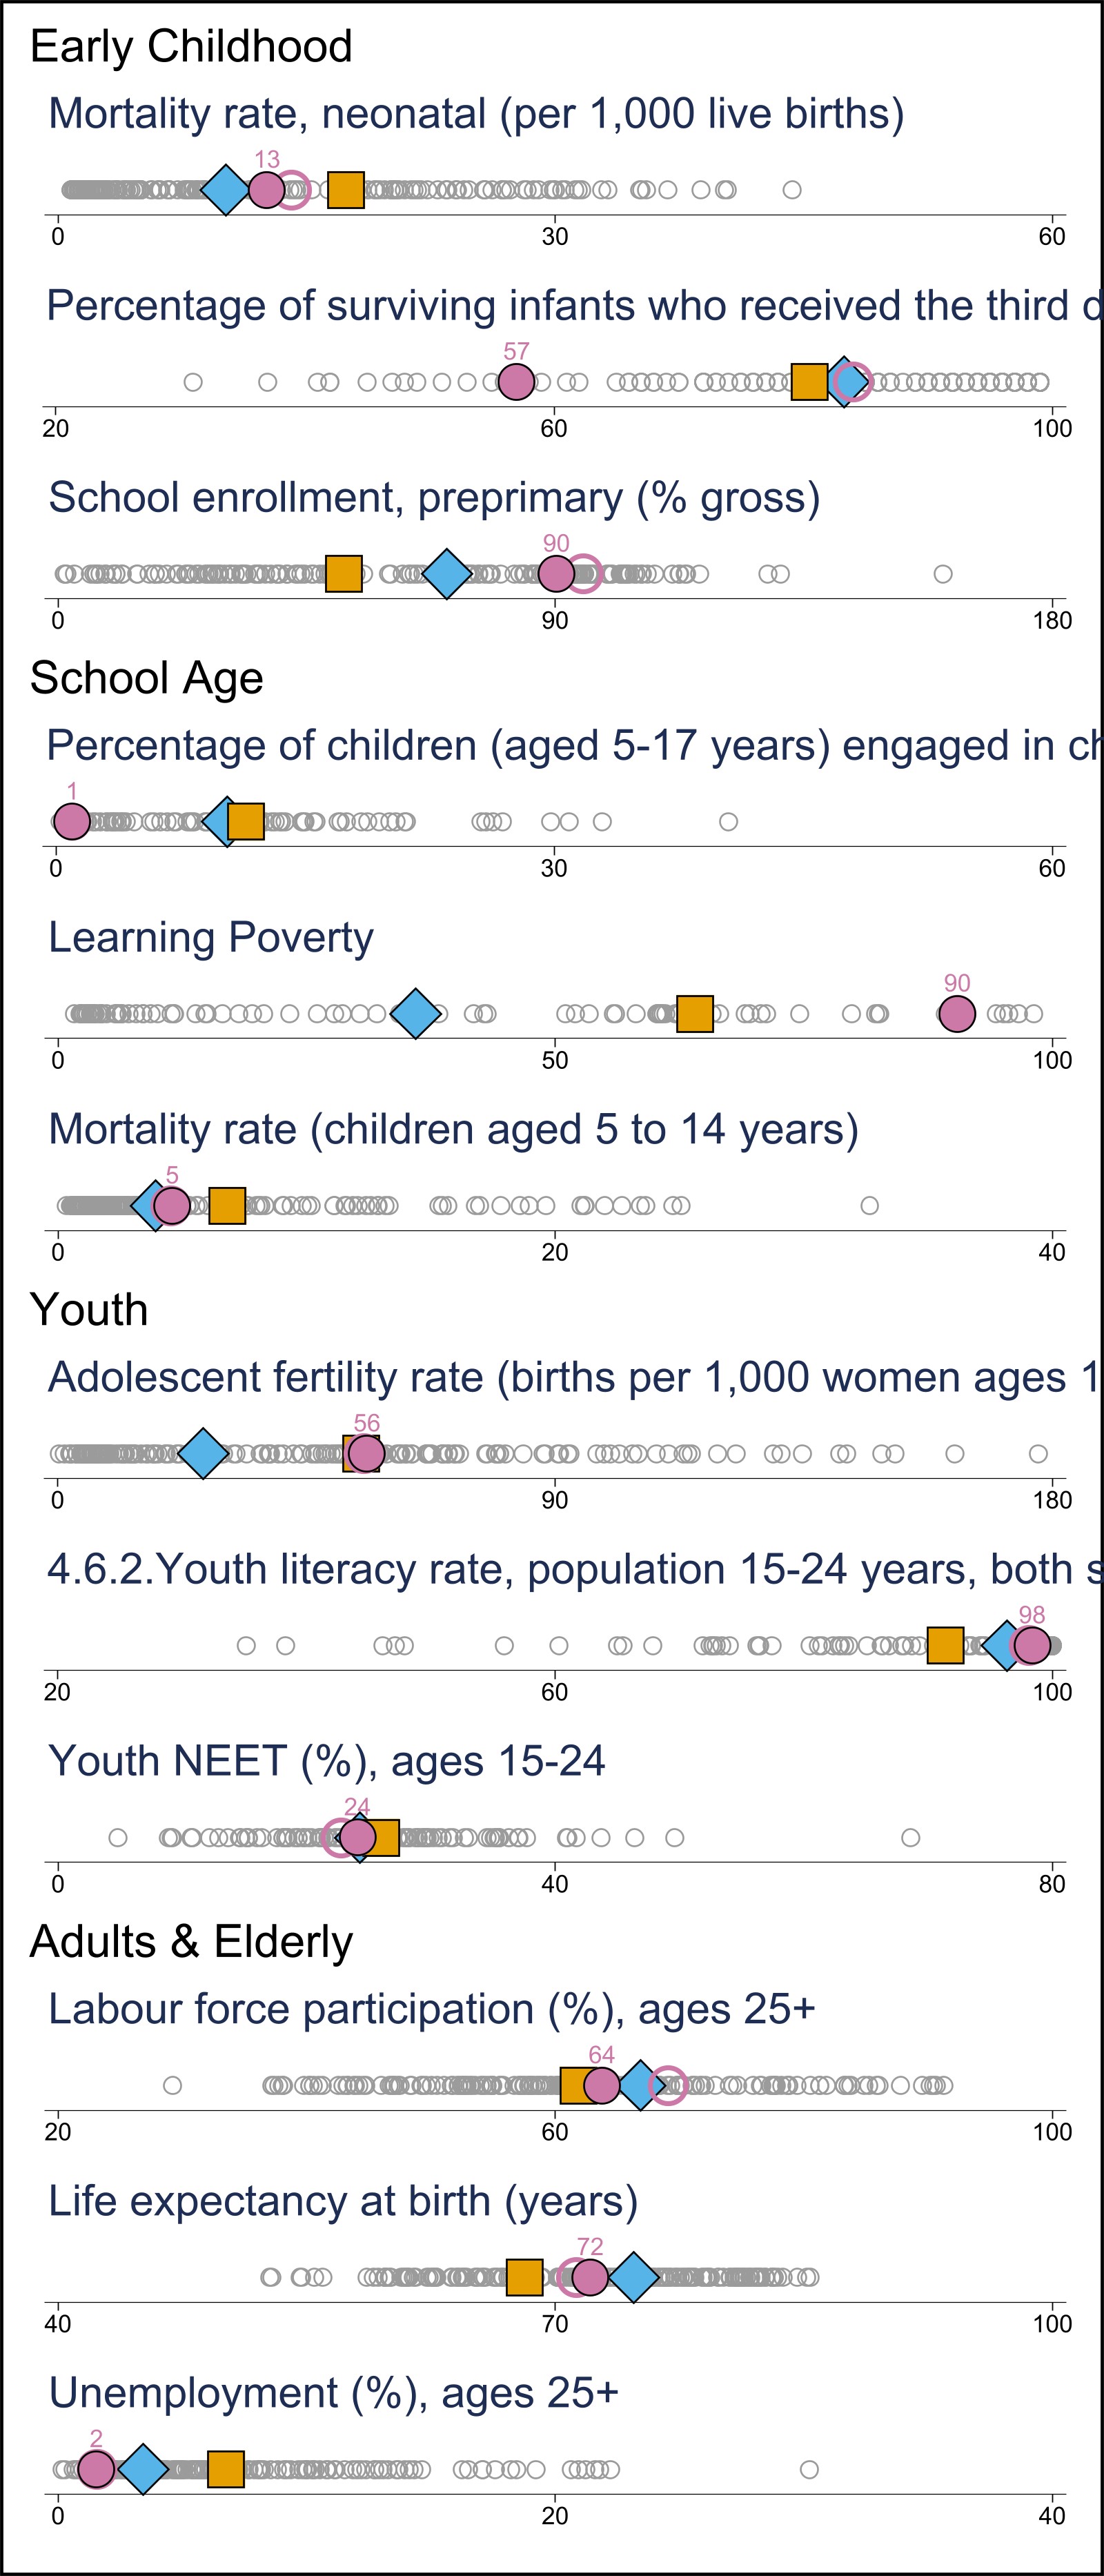 Early Childhood
Mortality rate, neonatal (per 1,000 live births)
13
0 30 60
Percentage of surviving infants who received the third d
57
20 60 100
School enrollment, preprimary (% gross)
90
0 90 180
School Age
Percentage of children (aged 5-17 years) engaged in ch
1
0 30 60
Learning Poverty
90
0 50 100
Mortality rate (children aged 5 to 14 years)
5
0 20 40
Youth
Adolescent fertility rate (births per 1,000 women ages 1
56
0 90 180
4.6.2.Youth literacy rate, population 15-24 years, both s
98
20 60 100
Youth NEET (%), ages 15-24
24
0 40 80
Adults & Elderly
Labour force participation (%), ages 25+
64
20 60 100
Life expectancy at birth (years)
72
40 70 100
Unemployment (%), ages 25+
2
0 20 40